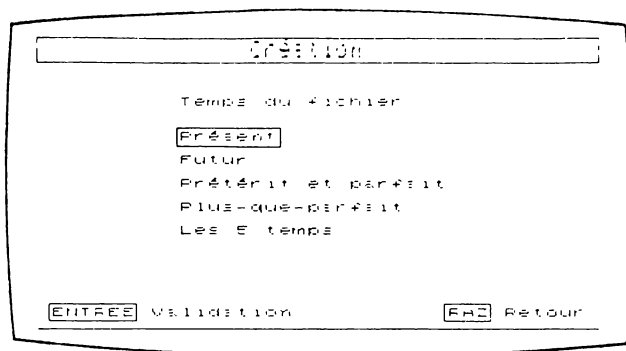 Création
Temps du fichier
Présent
Futur
Prétérit et parfait
Plus-que-parfait
Les 5 temps
ENTREE Validation RAZ Retour